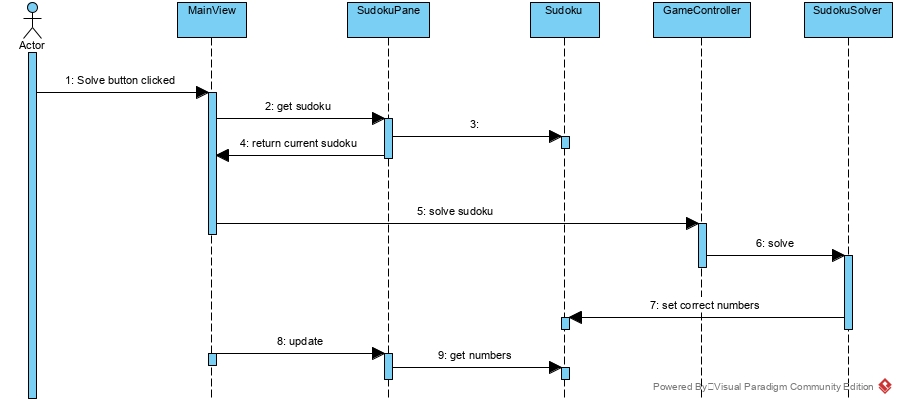 MainView
SudokuPane
Sudoku
GameController
SudokuSolver
Actor
1: Solve button clicked
2: get sudoku
3:
4: return current sudoku
5: solve sudoku
6: solve
7: set correct numbers
8: update
9: get numbers
Powered By Visual Paradigm Community Edition